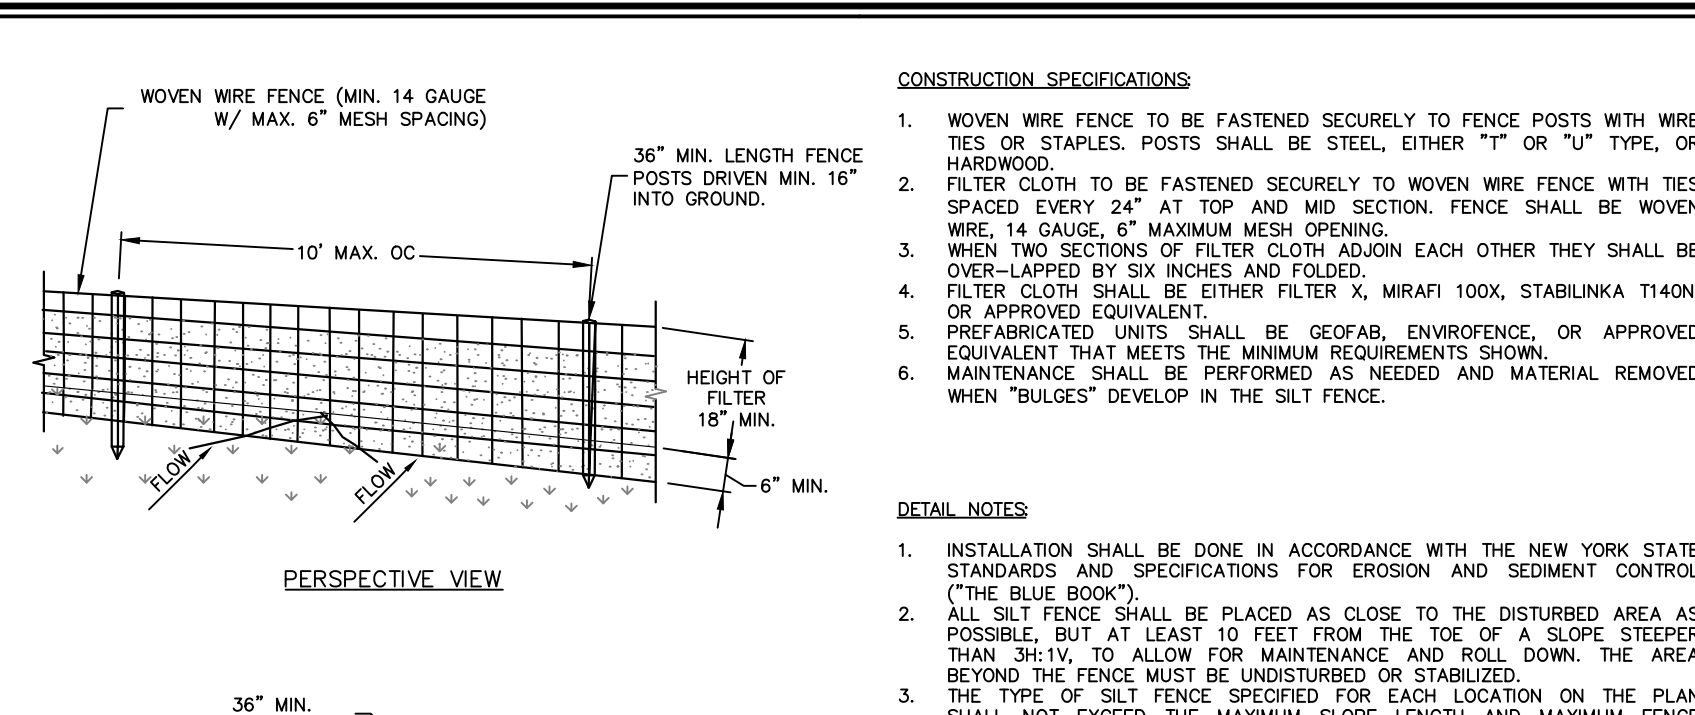 WOVEN WIRE FENCE (MIN. 14 GAUGE
W/ MAX. 6" MESH SPACING)
36" MIN. LENGTH FENCE
POSTS DRIVEN MIN. 16"
INTO GROUND.
10' MAX. OC
HEIGHT OF
FILTER
18" MIN.
6" MIN.
FLOW
FLOW
PERSPECTIVE VIEW
36" MIN.
CONSTRUCTION SPECIFICATIONS:
1. WOVEN WIRE FENCE TO BE FASTENED SECURELY TO FENCE POSTS WITH WIRE
TIES OR STAPLES. POSTS SHALL BE STEEL, EITHER "T" OR "U" TYPE, OR
HARDWOOD.
2. FILTER CLOTH TO BE FASTENED SECURELY TO WOVEN WIRE FENCE WITH TIES
SPACED EVERY 24" AT TOP AND MID SECTION. FENCE SHALL BE WOVEN
WIRE, 14 GAUGE, 6" MAXIMUM MESH OPENING.
3. WHEN TWO SECTIONS OF FILTER CLOTH ADJOIN EACH OTHER THEY SHALL BE
OVER-LAPPED BY SIX INCHES AND FOLDED.
4. FILTER CLOTH SHALL BE EITHER FILTER X, MIRAFI 100X, STABILINKA T140N
OR APPROVED EQUIVALENT.
5. PREFABRICATED UNITS SHALL BE GEOFAB, ENVIROFENCE, OR APPROVED
EQUIVALENT THAT MEETS THE MINIMUM REQUIREMENTS SHOWN.
6. MAINTENANCE SHALL BE PERFORMED AS NEEDED AND MATERIAL REMOVED
WHEN "BULGES" DEVELOP IN THE SILT FENCE.
DETAIL NOTES:
1. INSTALLATION SHALL BE DONE IN ACCORDANCE WITH THE NEW YORK STATE
STANDARDS AND SPECIFICATIONS FOR EROSION AND SEDIMENT CONTROL
("THE BLUE BOOK").
2. ALL SILT FENCE SHALL BE PLACED AS CLOSE TO THE DISTURBED AREA AS
POSSIBLE, BUT AT LEAST 10 FEET FROM THE TOE OF A SLOPE STEEPER
THAN 3H:1V, TO ALLOW FOR MAINTENANCE AND ROLL DOWN. THE AREA
BEYOND THE FENCE MUST BE UNDISTURBED OR STABILIZED.
3. THE TYPE OF SILT FENCE SPECIFIED FOR EACH LOCATION ON THE PLAN
SHALL NOT EXCEED THE MAXIMUM SLOPE LENGTH AND MAXIMUM FENCE